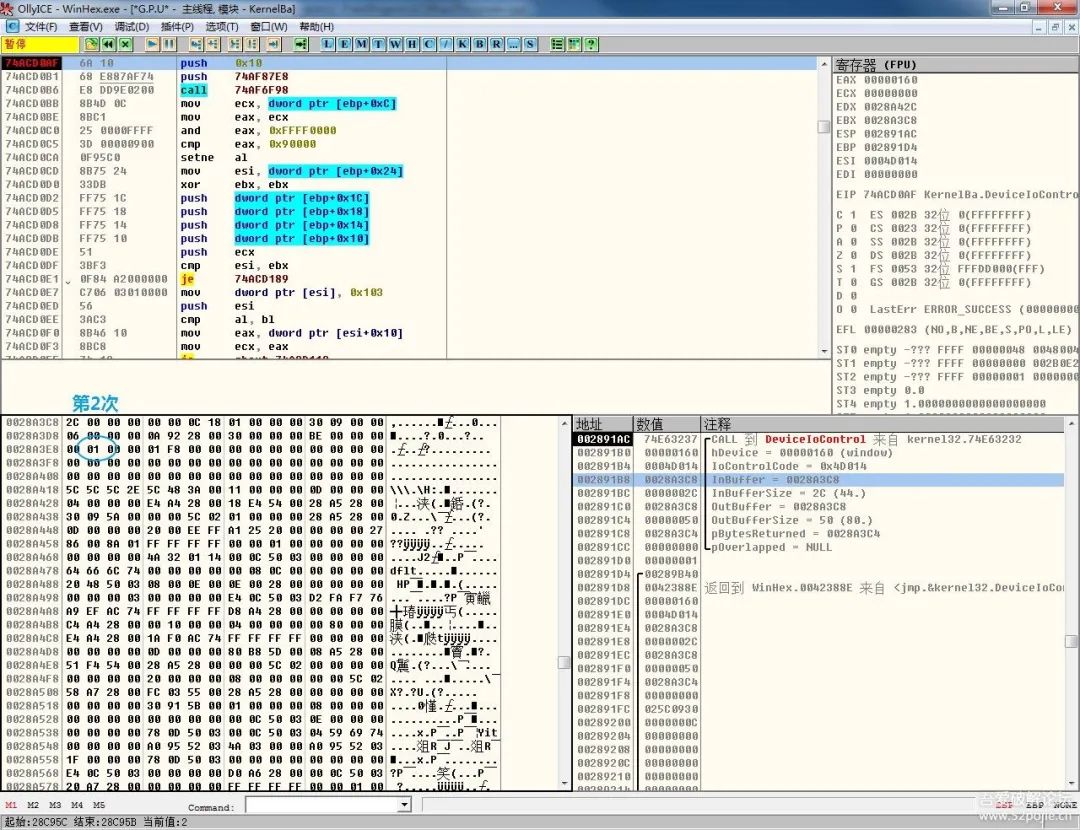 OllyICE - WinHex.exe - [*G.P.U* - 主线程, 模块 - KernelBa]
文件(F) 查看(V) 调试(D) 插件(P) 选项(T) 窗口(W) 帮助(H)
暂停
L E M T W H C / K B R ... S ?
74ACD0AF 6A 10 push 0x10
74ACD0B1 68 E887AF74 push 74AF87E8
74ACD0B6 E8 DD9E0200 call 74AF6F98
74ACD0BB 8B4D 0C mov ecx, dword ptr [ebp+0xC]
74ACD0BE 8BC1 mov eax, ecx
74ACD0C0 25 0000FFFF and eax, 0xFFFF0000
74ACD0C5 3D 00000900 cmp eax, 0x90000
74ACD0CA 0F95C0 setne al
74ACD0CD 8B75 24 mov esi, dword ptr [ebp+0x24]
74ACD0D0 33DB xor ebx, ebx
74ACD0D2 FF75 1C push dword ptr [ebp+0x1C]
74ACD0D5 FF75 18 push dword ptr [ebp+0x18]
74ACD0D8 FF75 14 push dword ptr [ebp+0x14]
74ACD0DB FF75 10 push dword ptr [ebp+0x10]
74ACD0DE 51 push ecx
74ACD0DF 3BF3 cmp esi, ebx
74ACD0E1 0F84 A2000000 je 74ACD189
74ACD0E7 C706 03010000 mov dword ptr [esi], 0x103
74ACD0ED 56 push esi
74ACD0EE 3AC3 cmp al, bl
74ACD0F0 8B46 10 mov eax, dword ptr [esi+0x10]
74ACD0F3 8BC8 mov ecx, eax
寄存器 (FPU)
EAX 00000160
ECX 00000000
EDX 0028A42C
EBX 0028A3C8
ESP 002891AC
EBP 002891D4
ESI 0004D014
EDI 00000000
EIP 74ACD0AF KernelBa.DeviceIoContro
C 1 ES 002B 32位 0(FFFFFFFF)
P 0 CS 0023 32位 0(FFFFFFFF)
A 0 SS 002B 32位 0(FFFFFFFF)
Z 0 DS 002B 32位 0(FFFFFFFF)
S 1 FS 0053 32位 FFFDD000(FFF)
T 0 GS 002B 32位 0(FFFFFFFF)
D 0
O 0 LastErr ERROR_SUCCESS (00000000
EFL 00000283 (NO,B,NE,BE,S,PO,L,LE)
ST0 empty -??? FFFF 00000048 0048004
ST1 empty -??? FFFF 00000000 002B0E2
ST2 empty -??? FFFF 00000001 0000000
ST3 empty 0.0
ST4 empty 1.0000000000000000000
第2次
0028A3C8 2C 00 00 00 00 00 0C 18 01 00 00 00 30 09 00 00
0028A3D8 06 00 00 00 0A 92 28 00 30 00 00 00 BE 00 00 00
0028A3E8 00 01 00 00 01 F8 00 00 00 00 00 00 00 00 00 00
0028A3F8 00 00 00 00 00 00 00 00 00 00 00 00 00 00 00 00
0028A408 00 00 00 00 00 00 00 00 00 00 00 00 00 00 00 00
0028A418 5C 5C 5C 2E 5C 48 3A 00 11 00 00 00 0D 00 00 00
0028A428 04 00 00 00 E4 A4 28 00 18 E4 54 00 28 A5 28 00
0028A438 30 09 5A 00 00 00 5C 02 01 00 00 00 28 A5 28 00
0028A448 0D 00 00 00 20 00 EE FF A1 25 20 00 00 00 00 27
0028A458 86 00 8A 01 FF FF FF FF 00 00 01 00 00 00 00 00
0028A468 00 00 00 00 4A 32 01 14 00 0C 50 03 00 00 00 00
0028A478 64 66 6C 74 00 00 00 00 08 0C 00 00 00 00 00 00
0028A488 20 48 50 03 08 00 0E 00 0E 00 28 00 00 00 00 00
0028A498 00 00 00 03 00 00 00 00 E4 0C 50 03 D2 FA F7 76
0028A4A8 A9 EF AC 74 FF FF FF FF D8 A4 28 00 00 00 00 00
0028A4B8 C4 A4 28 00 00 10 00 00 04 00 00 00 00 80 00 00
0028A4C8 E4 A4 28 00 1A F0 AC 74 FF FF FF FF 00 00 00 00
0028A4D8 00 00 00 00 0D 00 00 00 80 B8 5D 00 08 A5 28 00
0028A4E8 51 F4 54 00 28 A5 28 00 00 00 5C 02 00 00 00 00
0028A4F8 00 00 00 00 20 00 00 00 08 00 00 00 00 00 5C 02
0028A508 58 A7 28 00 FC 03 55 00 28 A5 28 00 00 00 00 00
0028A518 00 00 00 00 30 91 5B 00 01 00 00 00 08 00 00 00
0028A528 00 00 00 00 00 00 00 00 00 0C 50 03 0E 00 00 00
0028A538 00 00 00 00 78 0D 50 03 00 0C 50 03 04 59 69 74
0028A548 00 00 00 00 A0 95 52 03 4A 03 00 00 A0 95 52 03
0028A558 1F 00 00 00 78 0D 50 03 00 00 00 00 00 00 00 00
0028A568 E4 0C 50 03 00 00 00 00 D0 A6 28 00 00 0C 50 03
0028A578 20 A7 28 00 00 00 00 00 FF FF FF FF 00 00 01 00
地址 数值 注释
002891AC 74E63237 CALL 到 DeviceIoControl 来自 kernel32.74E63232
002891B0 00000160 hDevice = 00000160 (window)
002891B4 0004D014 IoControlCode = 0x4D014
002891B8 0028A3C8 InBuffer = 0028A3C8
002891BC 0000002C InBufferSize = 2C (44.)
002891C0 0028A3C8 OutBuffer = 0028A3C8
002891C4 00000050 OutBufferSize = 50 (80.)
002891C8 0028A3C4 pBytesReturned = 0028A3C4
002891CC 00000000 pOverlapped = NULL
002891D0 00000001
002891D4 00289B40
002891D8 0042388E 返回到 WinHex.0042388E 来自 <jmp.&kernel32.DeviceIoCo
002891DC 00000160
002891E0 0004D014
002891E4 0028A3C8
002891E8 0000002C
002891EC 0028A3C8
002891F0 00000050
002891F4 0028A3C4
002891F8 00000000
002891FC 025C0930
00289200 0000000C
00289204 00000000
00289208 00000000
0028920C 00000000
00289210 00000000
M1 M2 M3 M4 M5 Command: ESP EBP NONE
起始:28C95C 结束:28C95B 当前值:2
吾爱破解论坛
www.52pojie.cn